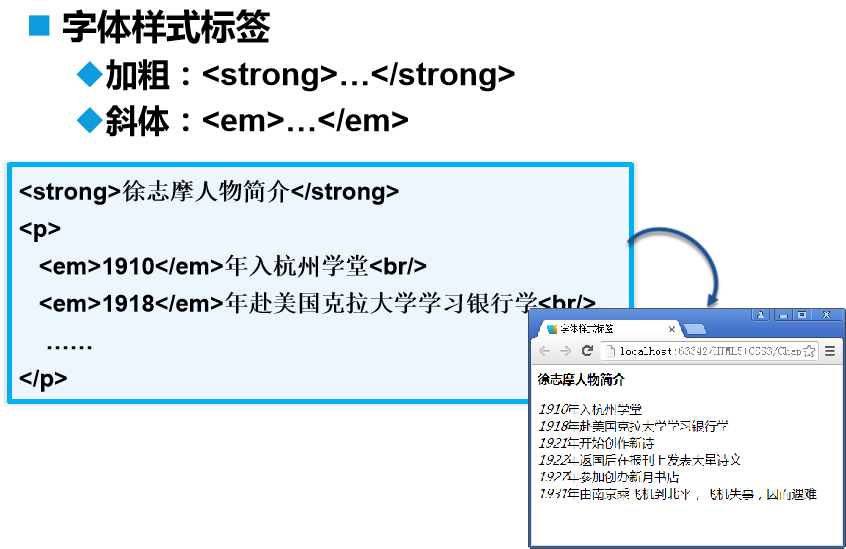 字体样式标签
加粗：<strong>…</strong>
斜体：<em>…</em>
<strong>徐志摩人物简介</strong>
<p>
<em>1910</em>年入杭州学堂<br/>
<em>1918</em>年赴美国克拉大学学习银行学<br/>
……
</p>
字体样式标签
localhost:63342/HTML5+CSS3/Chap
徐志摩人物简介
1910年入杭州学堂
1918年赴美国克拉大学学习银行学
1921年开始创作新诗
1922年返国后在报刊上发表大量诗文
1927年参加创办新月书店
1931年由南京乘飞机到北平，飞机失事，因而遇难